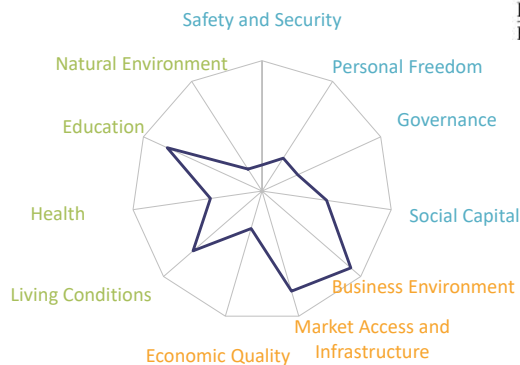 Safety and Security
Natural Environment
Personal Freedom
Education
Governance
Health
Social Capital
Living Conditions
Business Environment
Market Access and
Infrastructure
Economic Quality